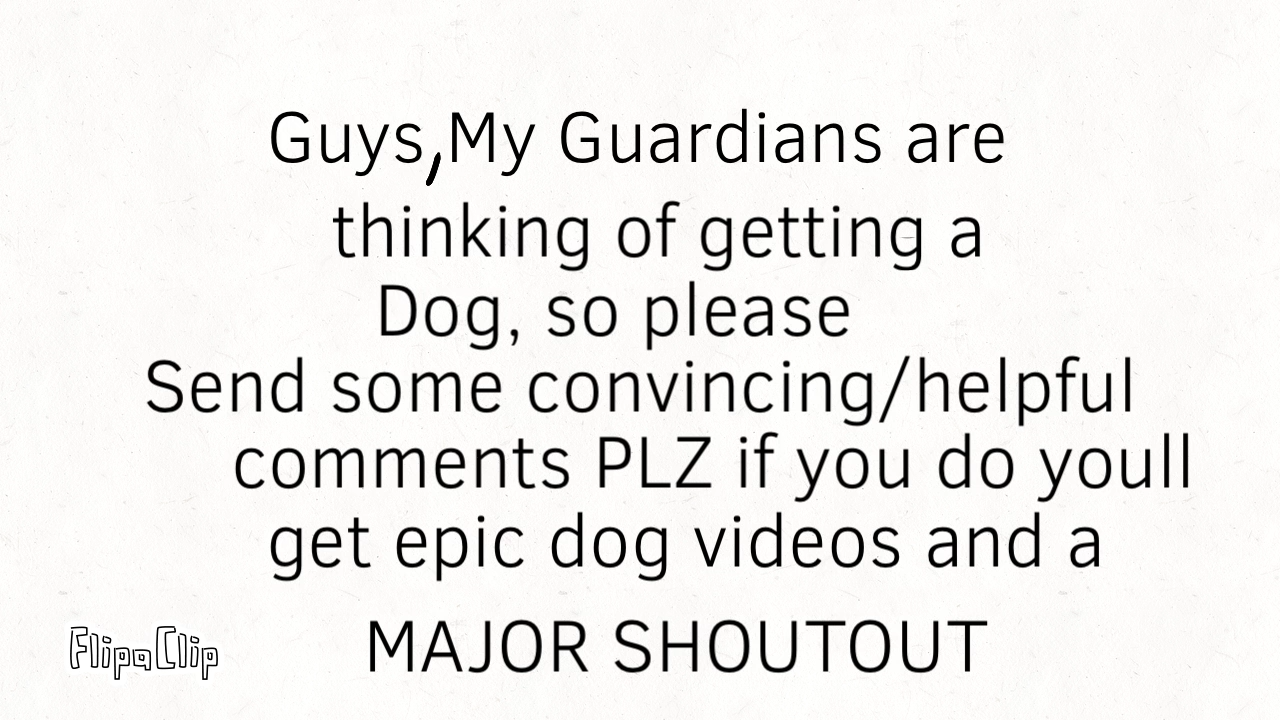 Guys,My Guardians are
thinking of getting a
Dog, so please
Send some convincing/helpful
comments PLZ if you do youll
get epic dog videos and a
MAJOR SHOUTOUT
FlipaClip